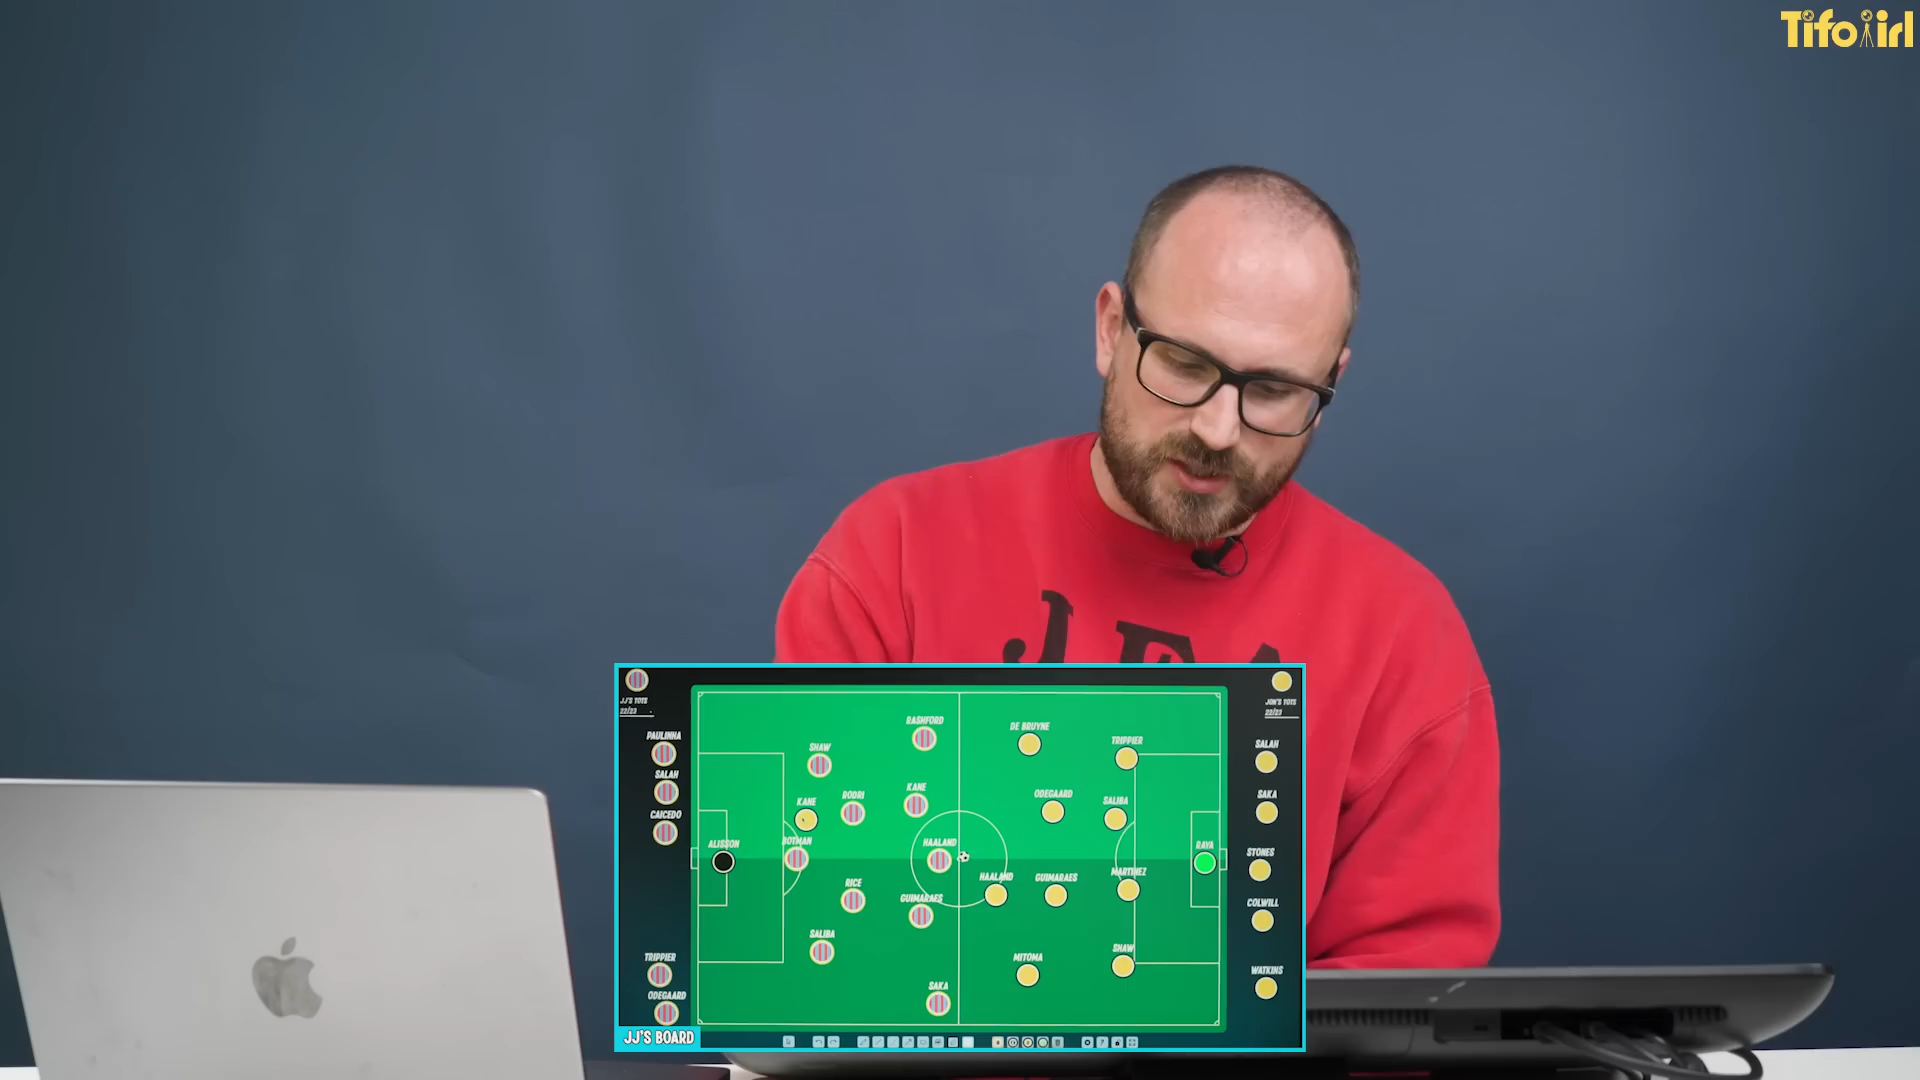 Tifo irl
JFA
JJ'S TOTS
22/23
JON'S TOTS
22/23
PAULINHA
SALAH
CAICEDO
TRIPPIER
ODEGAARD
RASHFORD
SHAW
KANE
RODRI
KANE
BOTMAN
ALISSON
HAALAND
RICE
GUIMARAES
SALIBA
SAKA
DE BRUYNE
TRIPPIER
ODEGAARD
SALIBA
RAYA
HAALAND
GUIMARAES
MARTINEZ
MITOMA
SHAW
SALAH
SAKA
STONES
COLWILL
WATKINS
JJ'S BOARD